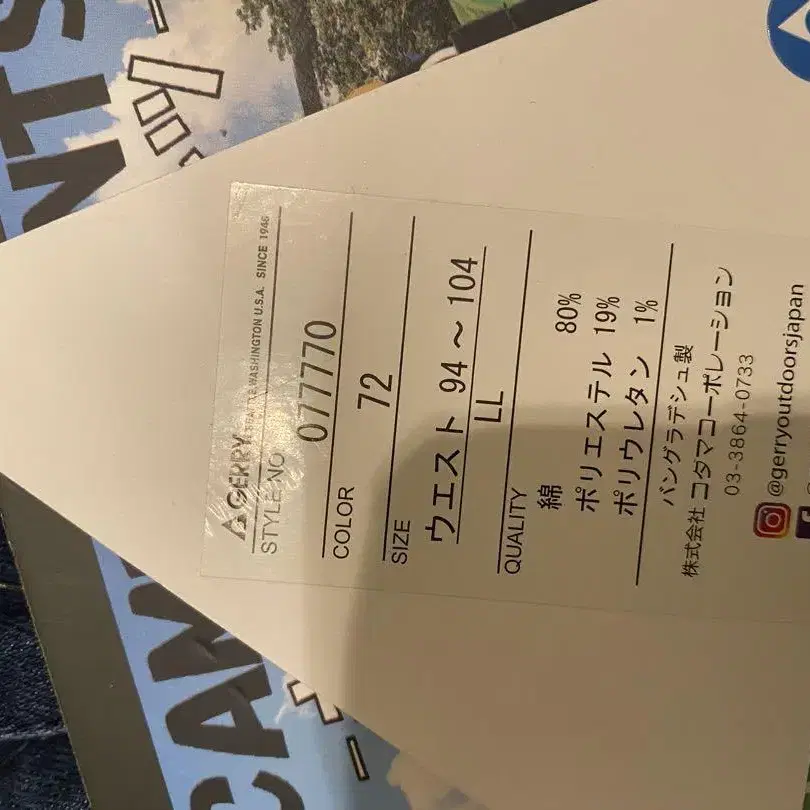 GERRY
SEATTLE WASHINGTON U.S.A. SINCE 1946
STYLE NO
077770
COLOR
72
SIZE
ウエスト 94 ～ 104
LL
QUALITY
綿 80%
ポリエステル 19%
ポリウレタン 1%
バングラデシュ製
株式会社 コタマコーポレーション
03-3864-0733
@gerryoutdoorsjapan